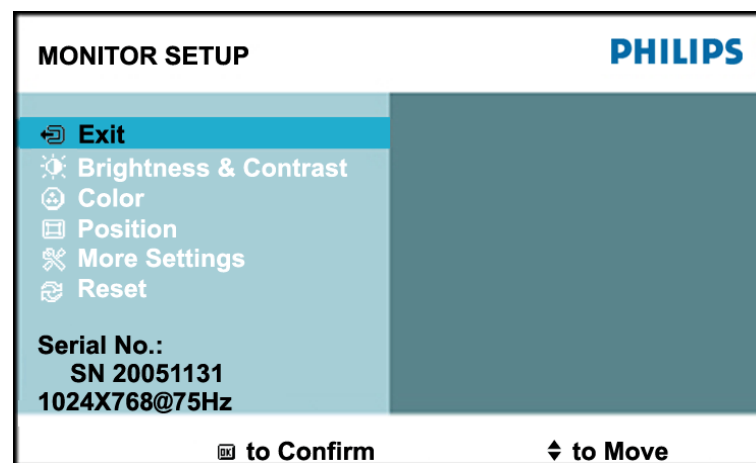 MONITOR SETUP
PHILIPS
Exit
Brightness & Contrast
Color
Position
More Settings
Reset
Serial No.:
SN 20051131
1024X768@75Hz
OK to Confirm
to Move